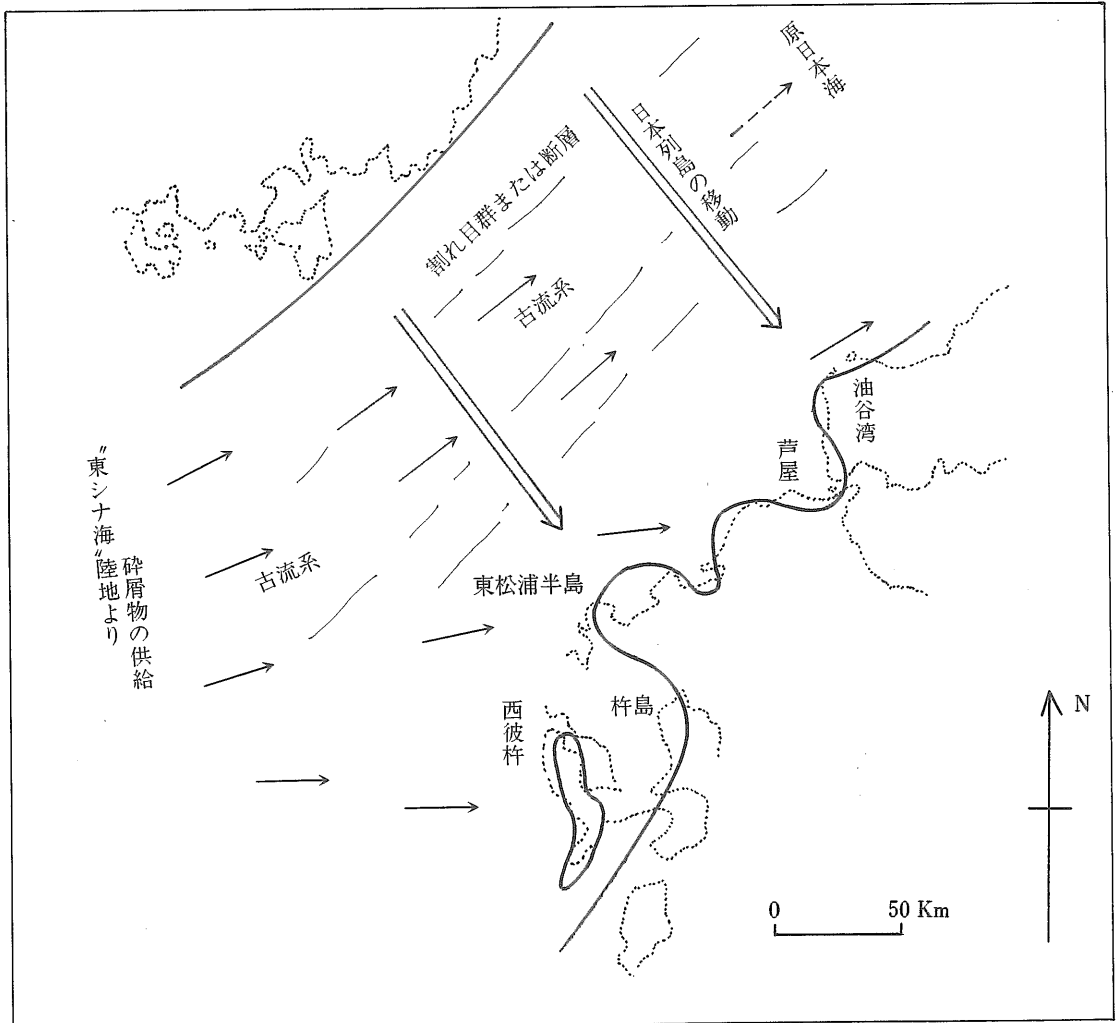 原日本海
日本列島の移動
割れ目群または断層
古流系
油谷湾
芦屋
〝東シナ海〟陸地より
砕屑物の供給
古流系
東松浦半島
杵島
西彼杵
N
0 50 Km